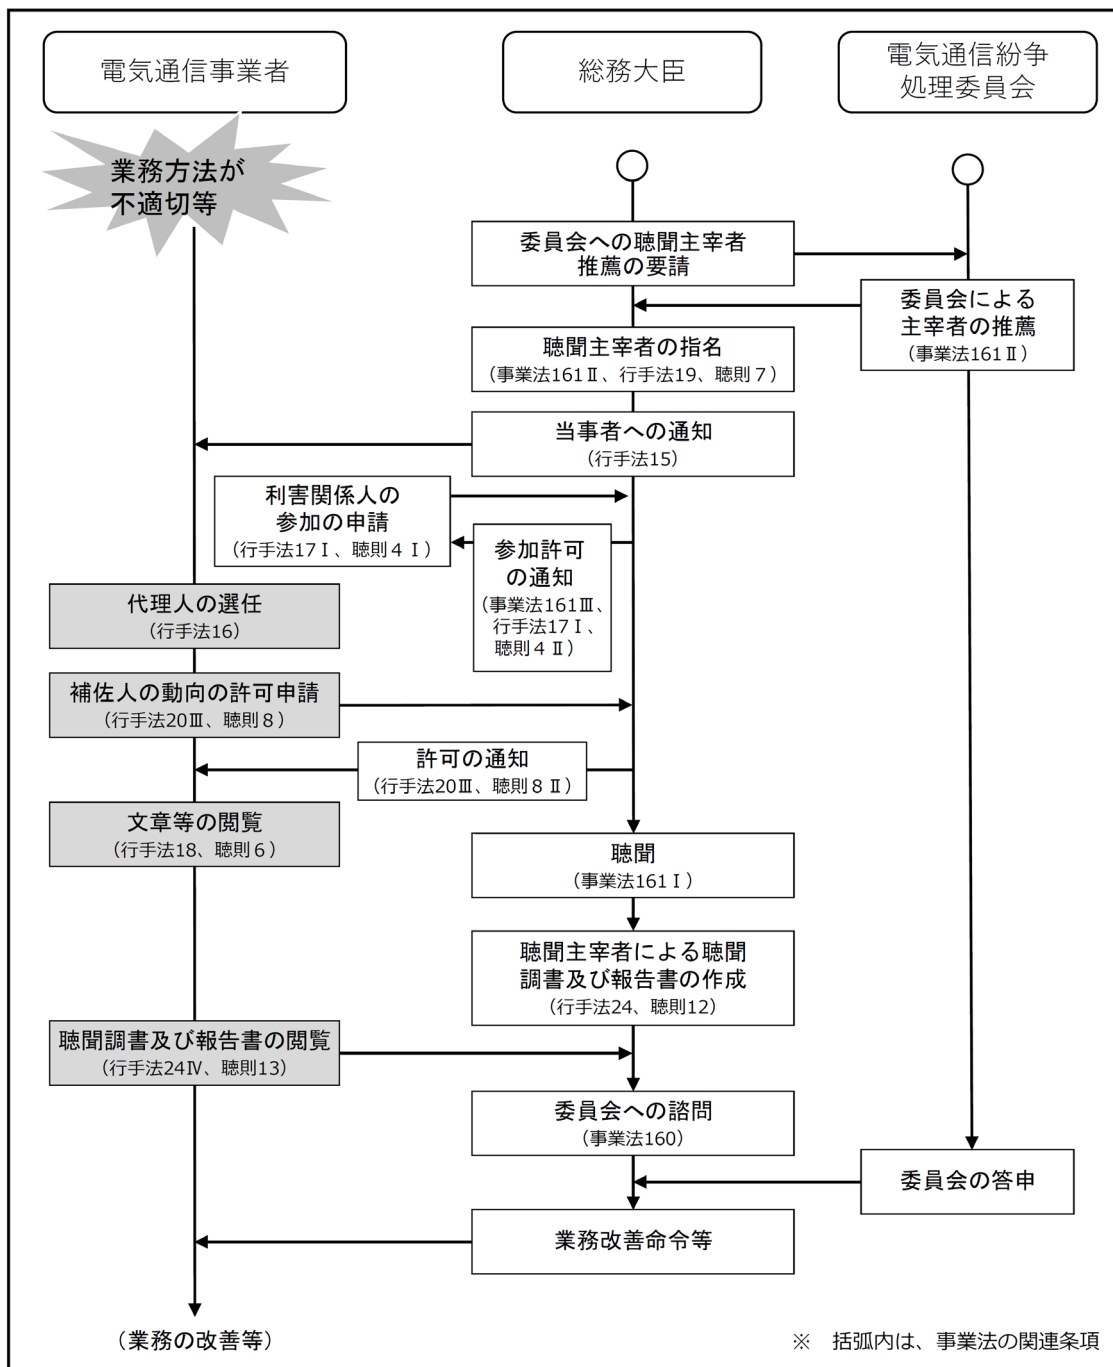 電気通信事業者
総務大臣
電気通信紛争
処理委員会
業務方法が
不適切等
委員会への聴聞主宰者
推薦の要請
委員会による
主宰者の推薦
（事業法161Ⅱ）
聴聞主宰者の指名
（事業法161Ⅱ、行手法19、聴則７）
当事者への通知
（行手法15）
利害関係人の
参加の申請
（行手法17Ⅰ、聴則４Ⅰ）
参加許可
の通知
（事業法161Ⅲ、
行手法17Ⅰ、
聴則４Ⅱ）
代理人の選任
（行手法16）
補佐人の動向の許可申請
（行手法20Ⅲ、聴則８）
許可の通知
（行手法20Ⅲ、聴則８Ⅱ）
文章等の閲覧
（行手法18、聴則６）
聴聞
（事業法161Ⅰ）
聴聞主宰者による聴聞
調書及び報告書の作成
（行手法24、聴則12）
聴聞調書及び報告書の閲覧
（行手法24Ⅳ、聴則13）
委員会への諮問
（事業法160）
委員会の答申
業務改善命令等
（業務の改善等）
※　括弧内は、事業法の関連条項